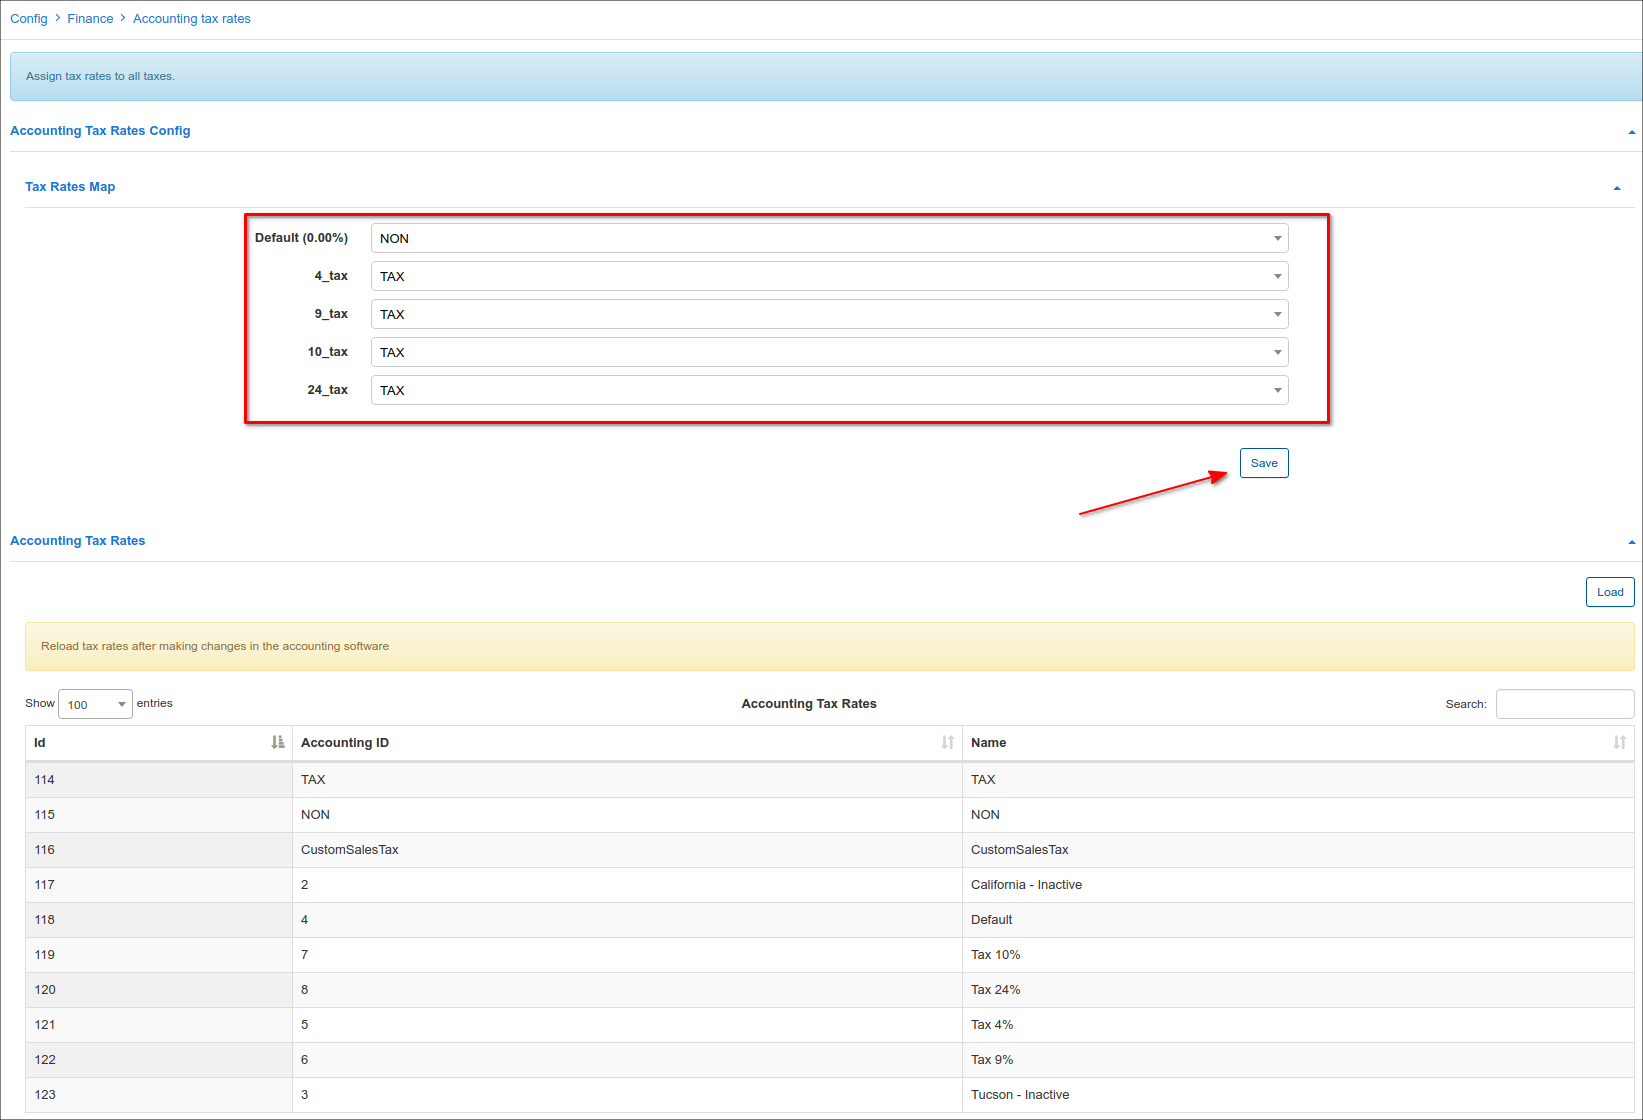 Config > Finance > Accounting tax rates
Assign tax rates to all taxes.
Accounting Tax Rates Config
Tax Rates Map
Default (0.00%) NON
4_tax TAX
9_tax TAX
10_tax TAX
24_tax TAX
Save
Accounting Tax Rates
Load
Reload tax rates after making changes in the accounting software
Show 100 entries Accounting Tax Rates Search:
Id Accounting ID Name
114 TAX TAX
115 NON NON
116 CustomSalesTax CustomSalesTax
117 2 California - Inactive
118 4 Default
119 7 Tax 10%
120 8 Tax 24%
121 5 Tax 4%
122 6 Tax 9%
123 3 Tucson - Inactive